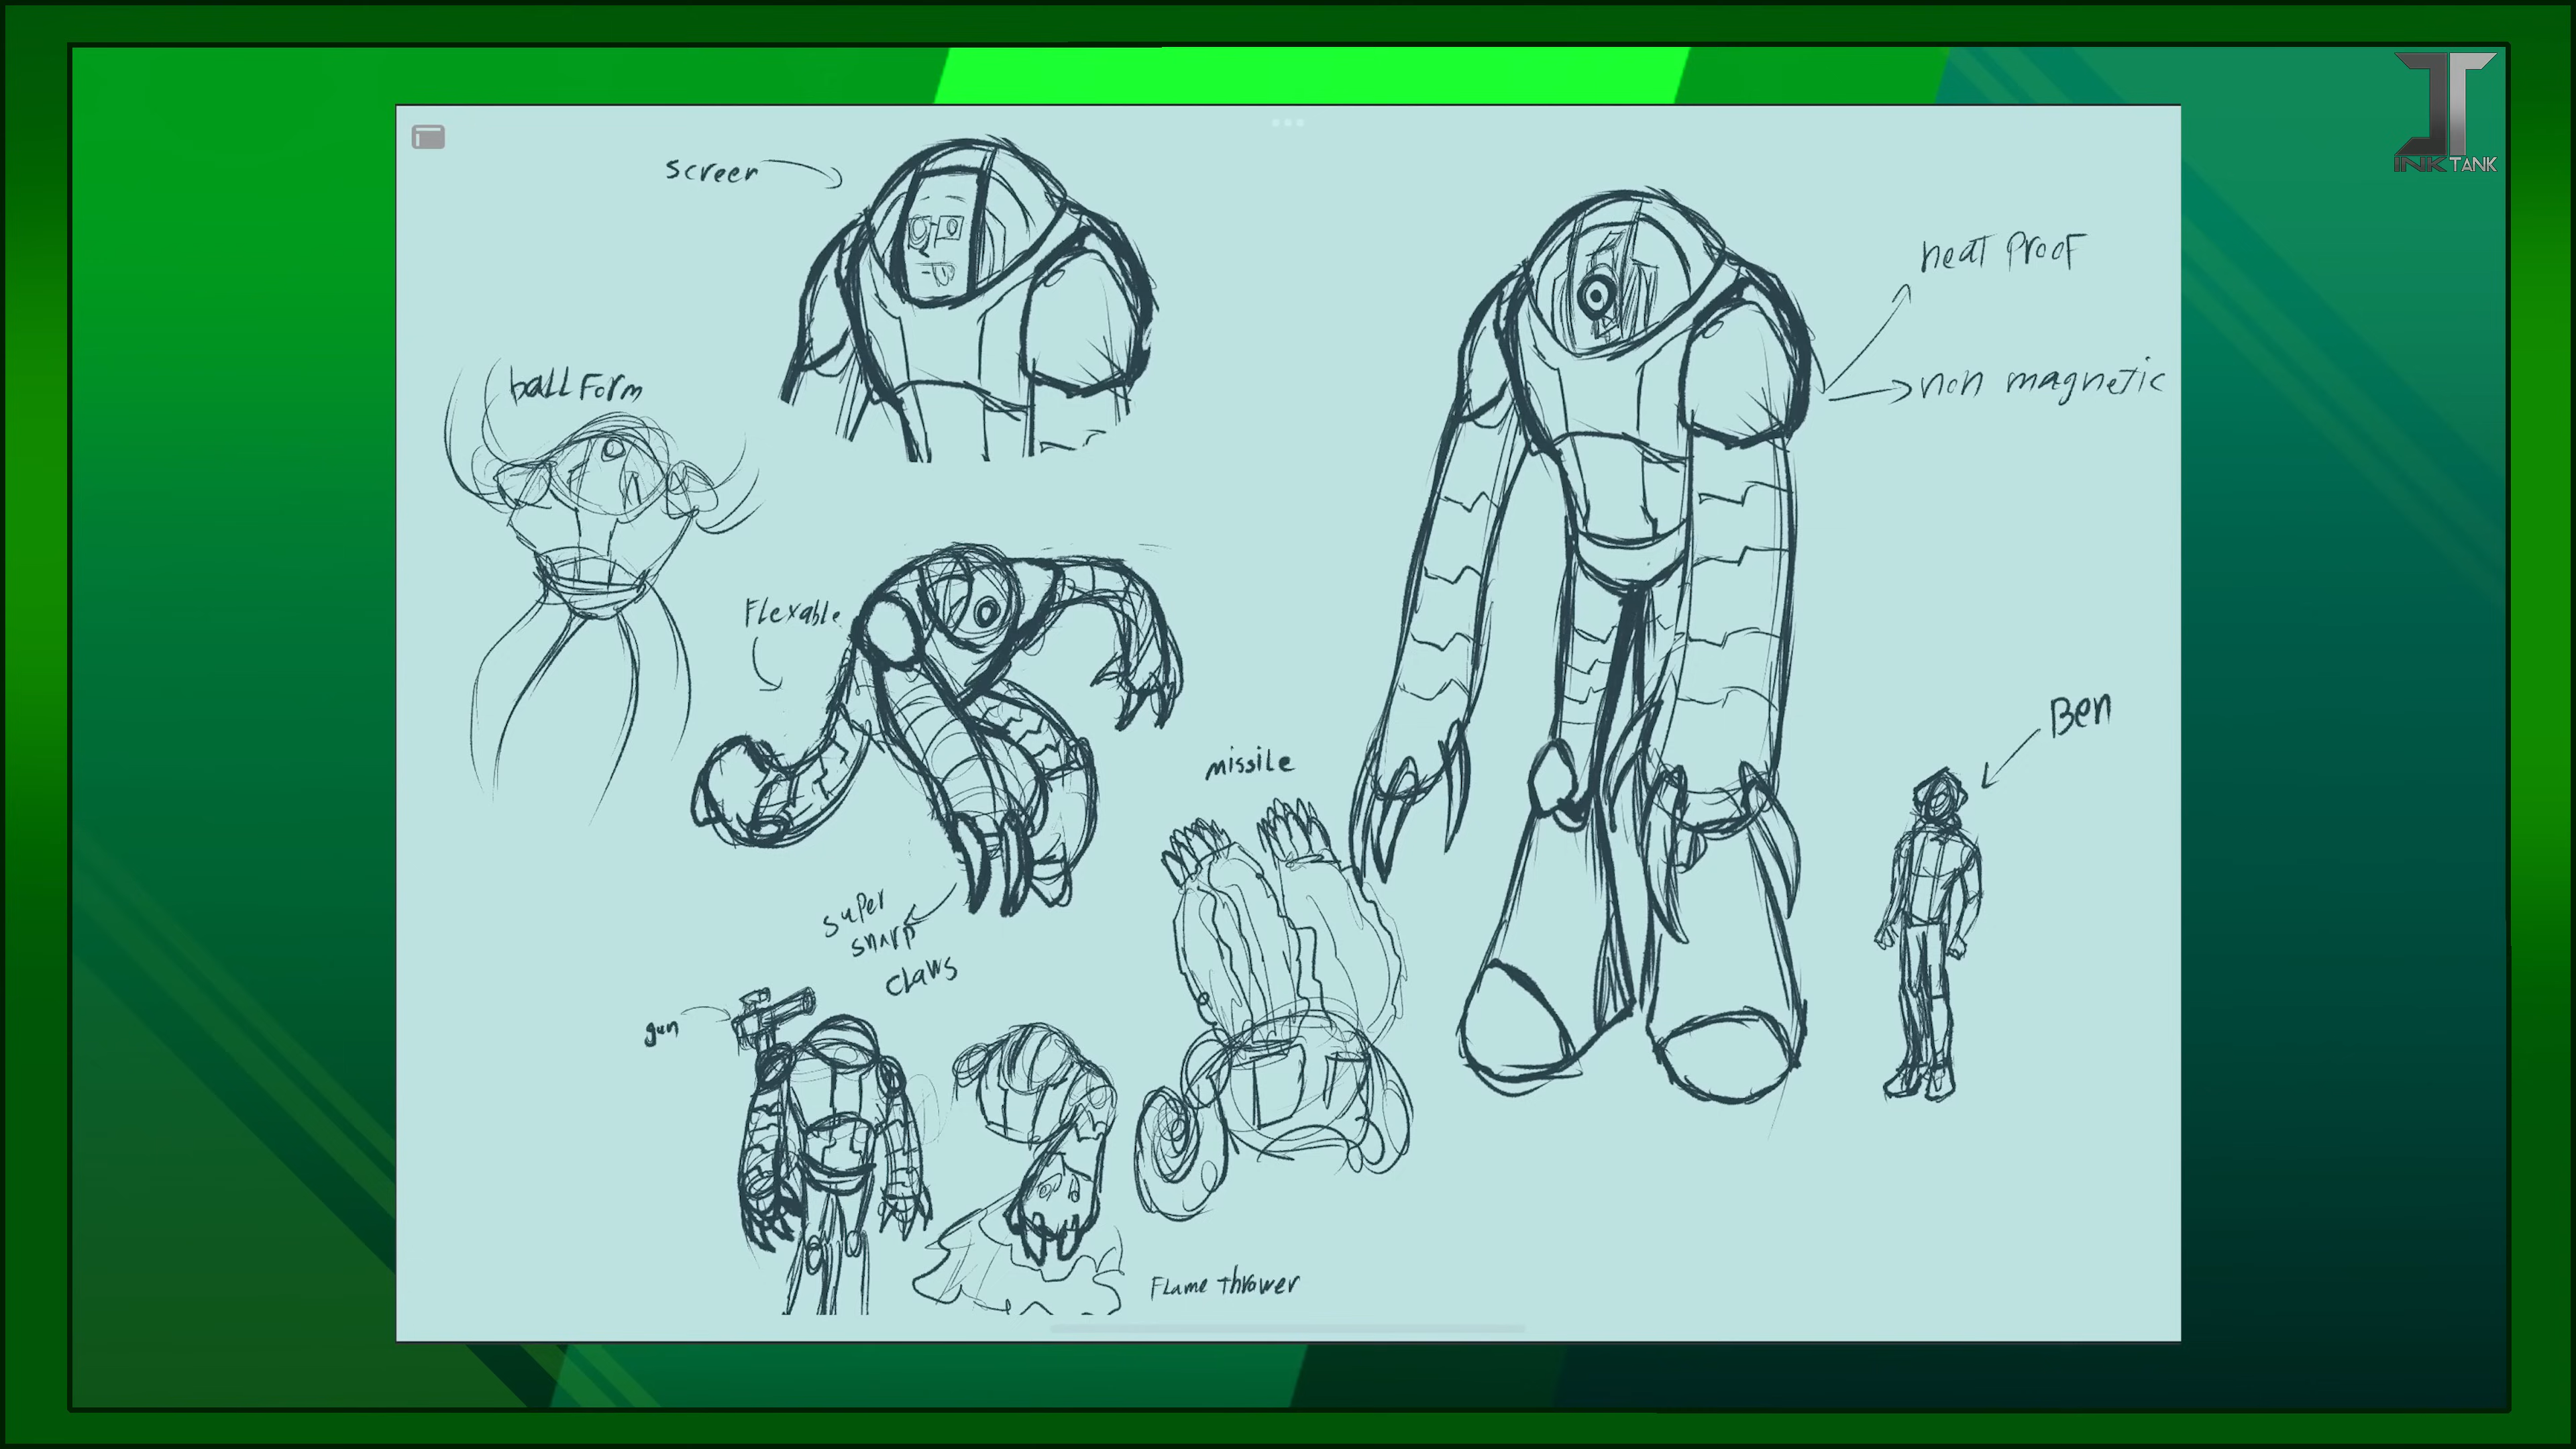 screen
heat Proof
non magnetic
ball Form
Flexable
Ben
missile
super
sharp
claws
gun
Flame thrower
INK TANK